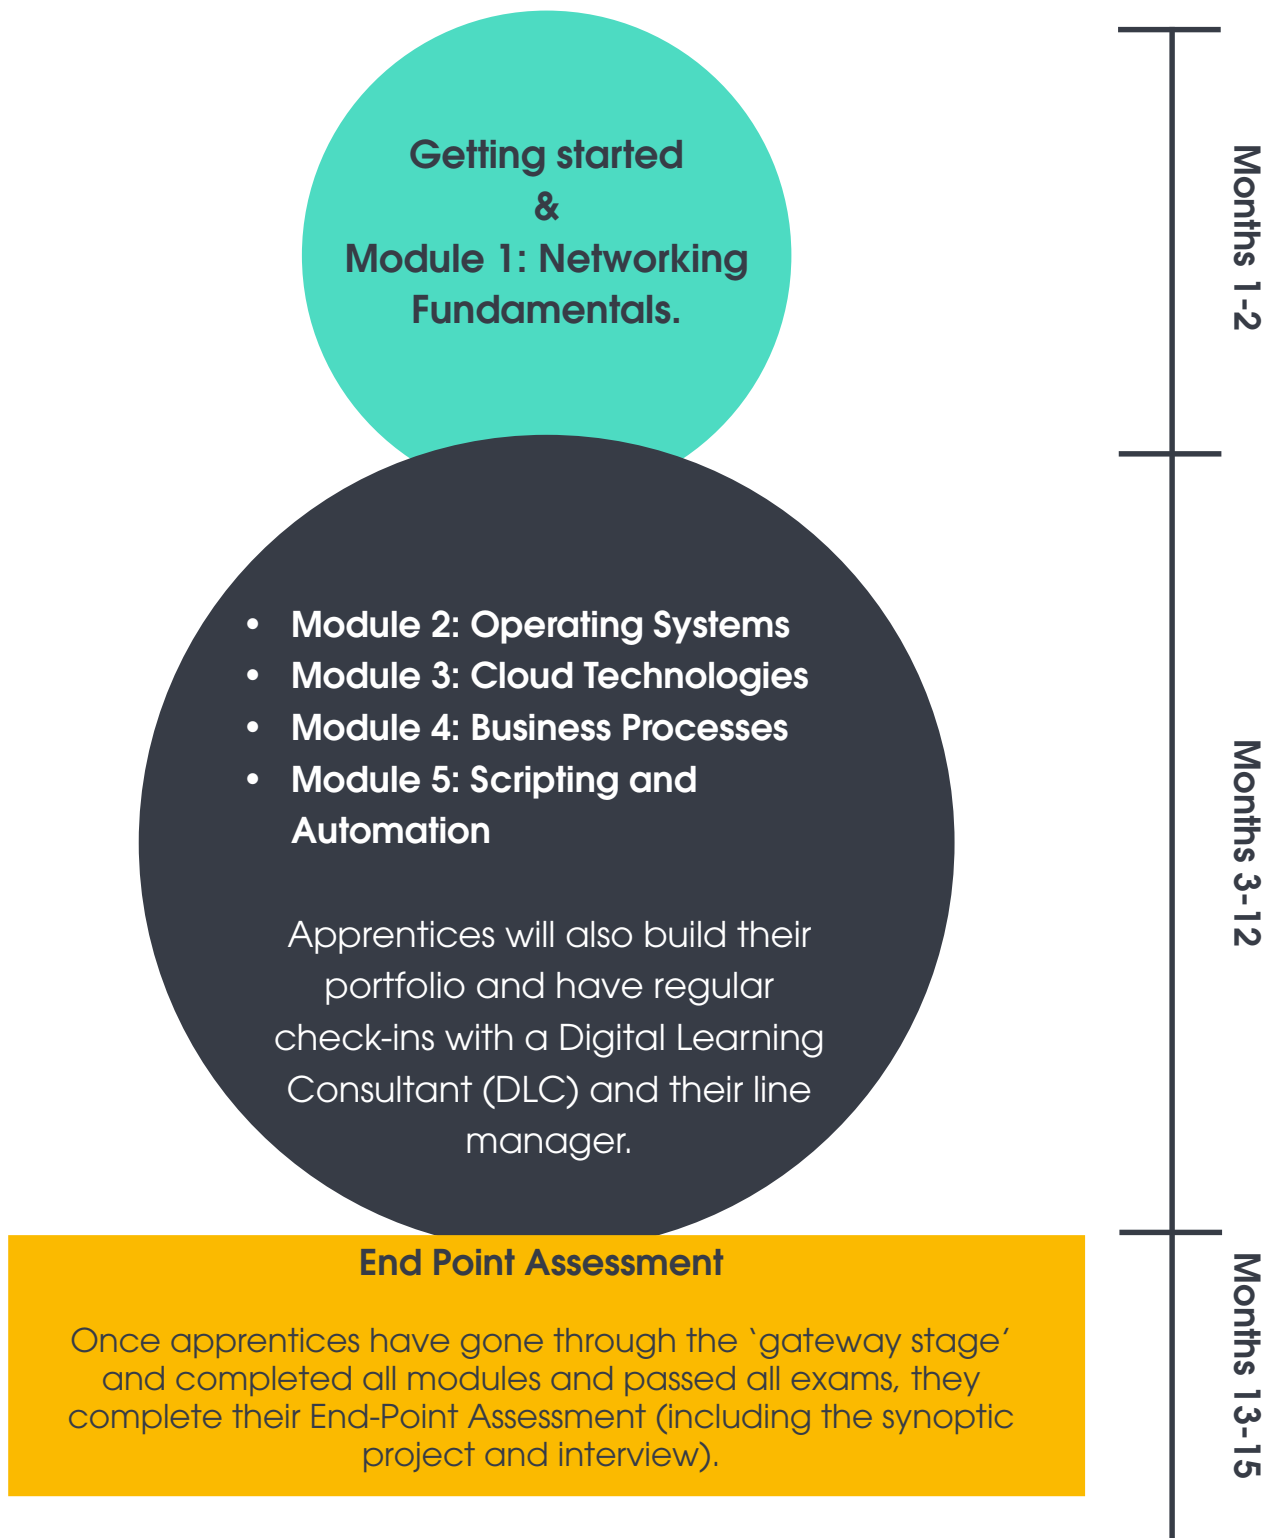 Getting started
&
Module 1: Networking
Fundamentals.
Months 1-2
• Module 2: Operating Systems
• Module 3: Cloud Technologies
• Module 4: Business Processes
• Module 5: Scripting and
Automation
Apprentices will also build their
portfolio and have regular
check-ins with a Digital Learning
Consultant (DLC) and their line
manager.
Months 3-12
End Point Assessment
Once apprentices have gone through the ‘gateway stage’
and completed all modules and passed all exams, they
complete their End-Point Assessment (including the synoptic
project and interview).
Months 13-15